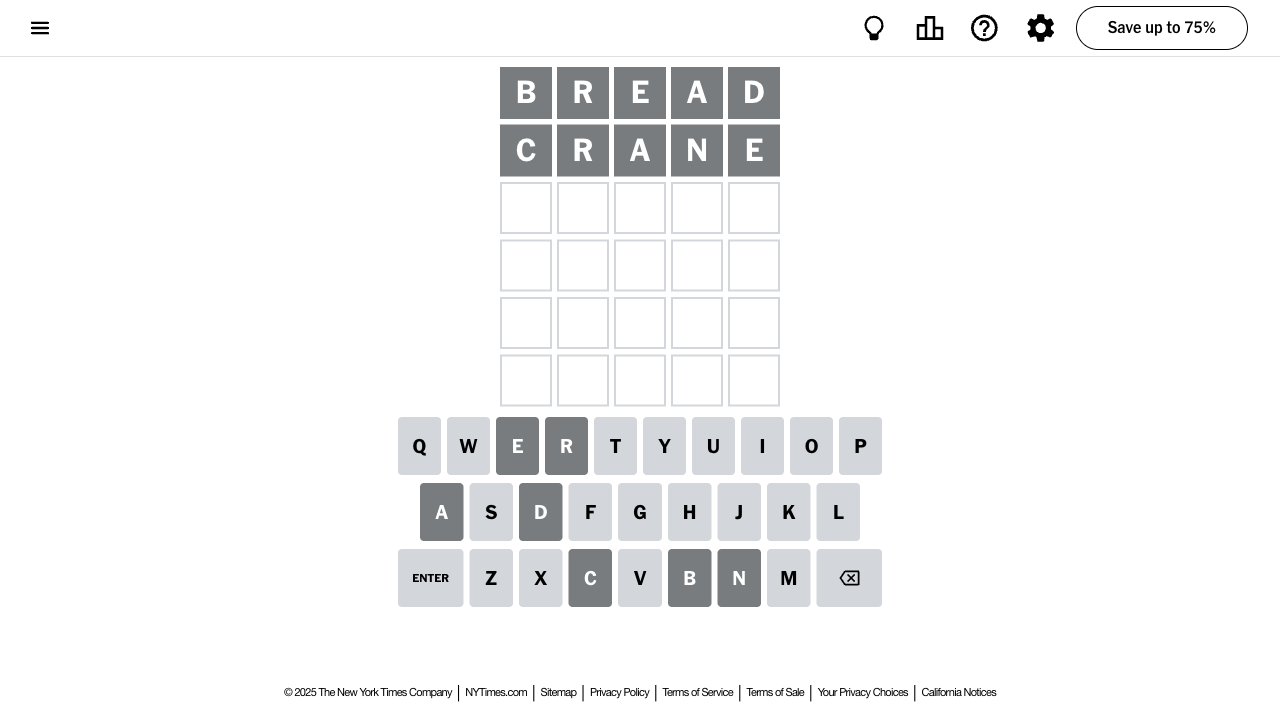 Save up to 75%
B R E A D
C R A N E
Q W E R T Y U I O P
A S D F G H J K L
ENTER Z X C V B N M
© 2025 The New York Times Company | NYTimes.com | Sitemap | Privacy Policy | Terms of Service | Terms of Sale | Your Privacy Choices | California Notices